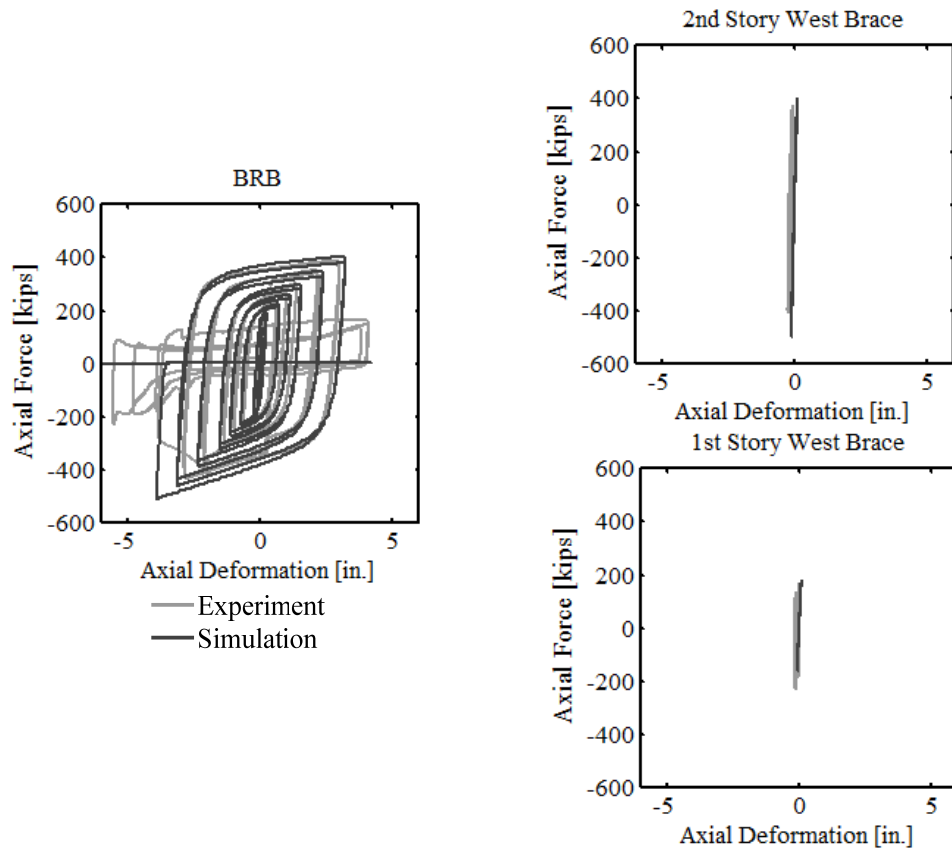 BRB
600
400
200
0
-200
-400
-600
-5 0 5
Axial Force [kips]
Axial Deformation [in.]
Experiment
Simulation
2nd Story West Brace
600
400
200
0
-200
-400
-600
-5 0 5
Axial Force [kips]
Axial Deformation [in.]
1st Story West Brace
600
400
200
0
-200
-400
-600
-5 0 5
Axial Force [kips]
Axial Deformation [in.]